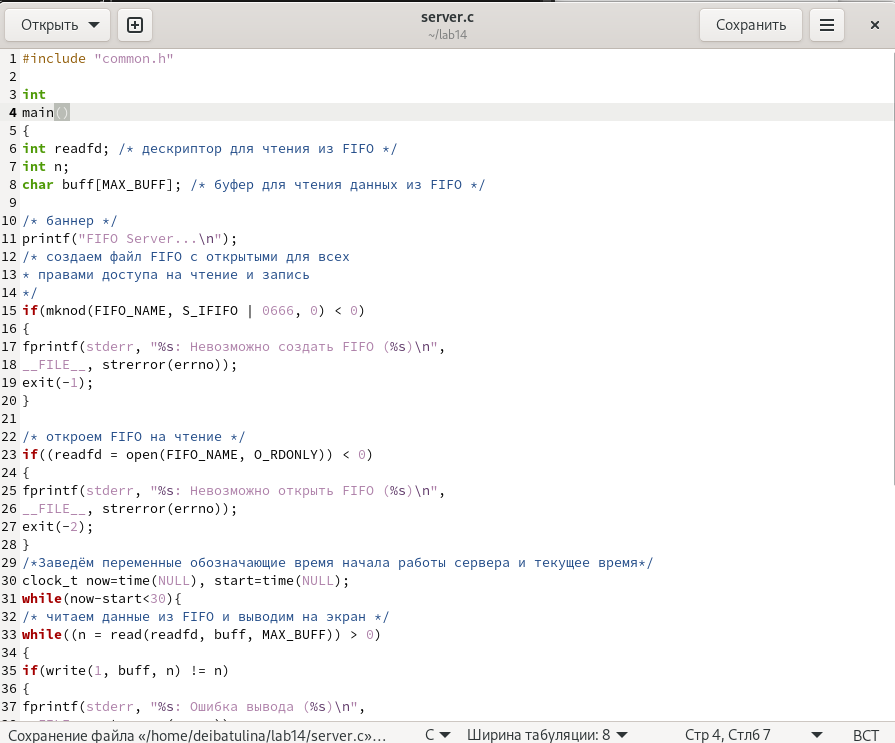 Открыть
server.c
~/lab14
Сохранить
1 #include "common.h"
2
3 int
4 main()
5 {
6 int readfd; /* дескриптор для чтения из FIFO */
7 int n;
8 char buff[MAX_BUFF]; /* буфер для чтения данных из FIFO */
9
10 /* баннер */
11 printf("FIFO Server...\n");
12 /* создаем файл FIFO с открытыми для всех
13 * правами доступа на чтение и запись
14 */
15 if(mknod(FIFO_NAME, S_IFIFO | 0666, 0) < 0)
16 {
17 fprintf(stderr, "%s: Невозможно создать FIFO (%s)\n",
18 __FILE__, strerror(errno));
19 exit(-1);
20 }
21
22 /* откроем FIFO на чтение */
23 if((readfd = open(FIFO_NAME, O_RDONLY)) < 0)
24 {
25 fprintf(stderr, "%s: Невозможно открыть FIFO (%s)\n",
26 __FILE__, strerror(errno));
27 exit(-2);
28 }
29 /*Заведём переменные обозначающие время начала работы сервера и текущее время*/
30 clock_t now=time(NULL), start=time(NULL);
31 while(now-start<30){
32 /* читаем данные из FIFO и выводим на экран */
33 while((n = read(readfd, buff, MAX_BUFF)) > 0)
34 {
35 if(write(1, buff, n) != n)
36 {
37 fprintf(stderr, "%s: Ошибка вывода (%s)\n",
Сохранение файла «/home/deibatulina/lab14/server.c»…
C
Ширина табуляции: 8
Стр 4, Стлб 7
ВСТ